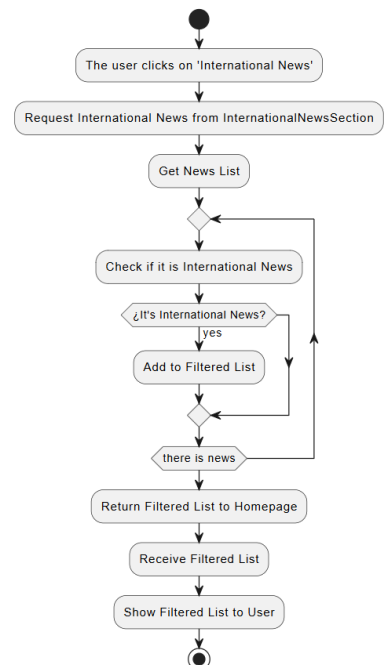 The user clicks on 'International News'
Request International News from InternationalNewsSection
Get News List
Check if it is International News
¿It's International News?
yes
Add to Filtered List
there is news
Return Filtered List to Homepage
Receive Filtered List
Show Filtered List to User